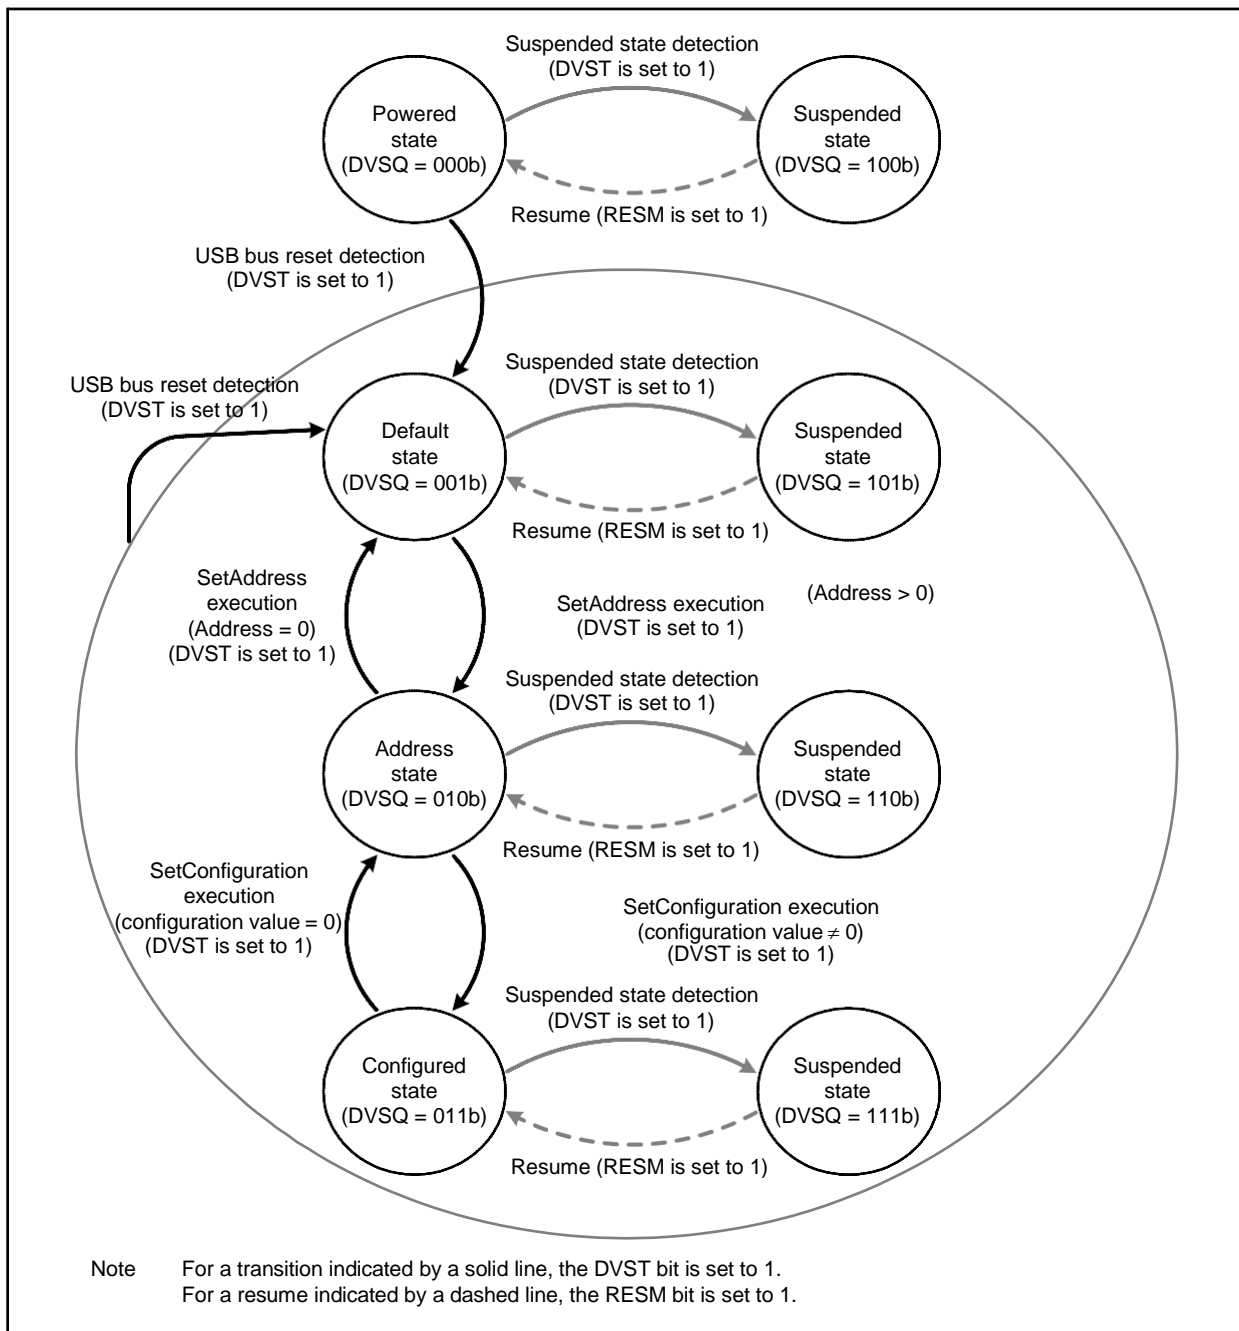 Suspended state detection
(DVST is set to 1)
Powered
state
(DVSQ = 000b)
Suspended
state
(DVSQ = 100b)
Resume (RESM is set to 1)
USB bus reset detection
(DVST is set to 1)
USB bus reset detection
(DVST is set to 1)
Suspended state detection
(DVST is set to 1)
Default
state
(DVSQ = 001b)
Suspended
state
(DVSQ = 101b)
Resume (RESM is set to 1)
SetAddress
execution
(Address = 0)
(DVST is set to 1)
SetAddress execution
(DVST is set to 1)
(Address > 0)
Suspended state detection
(DVST is set to 1)
Address
state
(DVSQ = 010b)
Suspended
state
(DVSQ = 110b)
Resume (RESM is set to 1)
SetConfiguration
execution
(configuration value = 0)
(DVST is set to 1)
SetConfiguration execution
(configuration value ≠ 0)
(DVST is set to 1)
Suspended state detection
(DVST is set to 1)
Configured
state
(DVSQ = 011b)
Suspended
state
(DVSQ = 111b)
Resume (RESM is set to 1)
Note For a transition indicated by a solid line, the DVST bit is set to 1.
For a resume indicated by a dashed line, the RESM bit is set to 1.